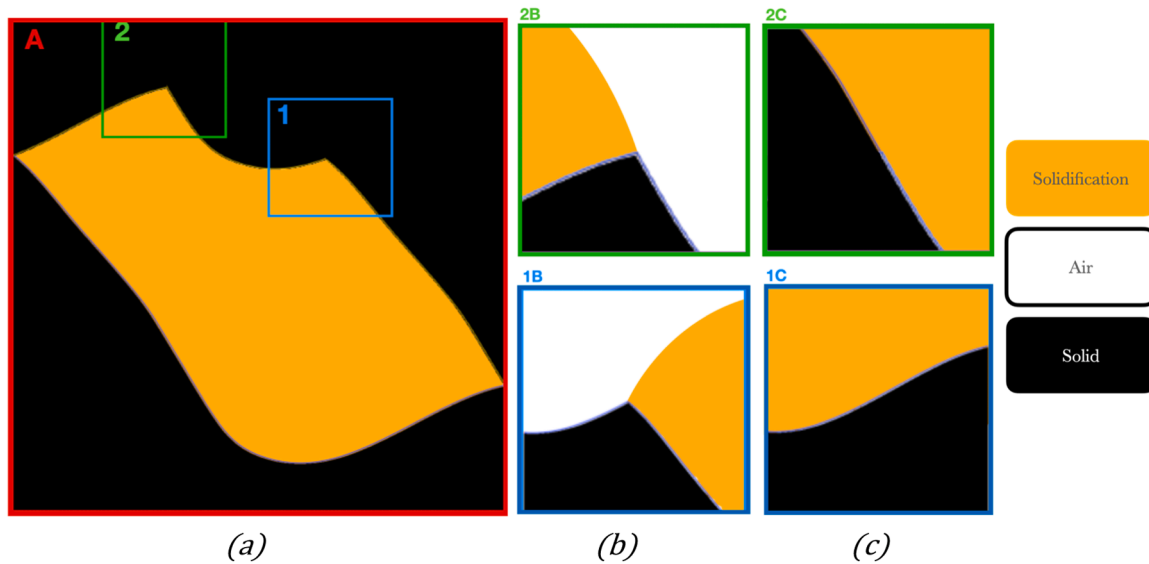 A
2
1
2B
2C
1B
1C
Solidification
Air
Solid
(a)
(b)
(c)